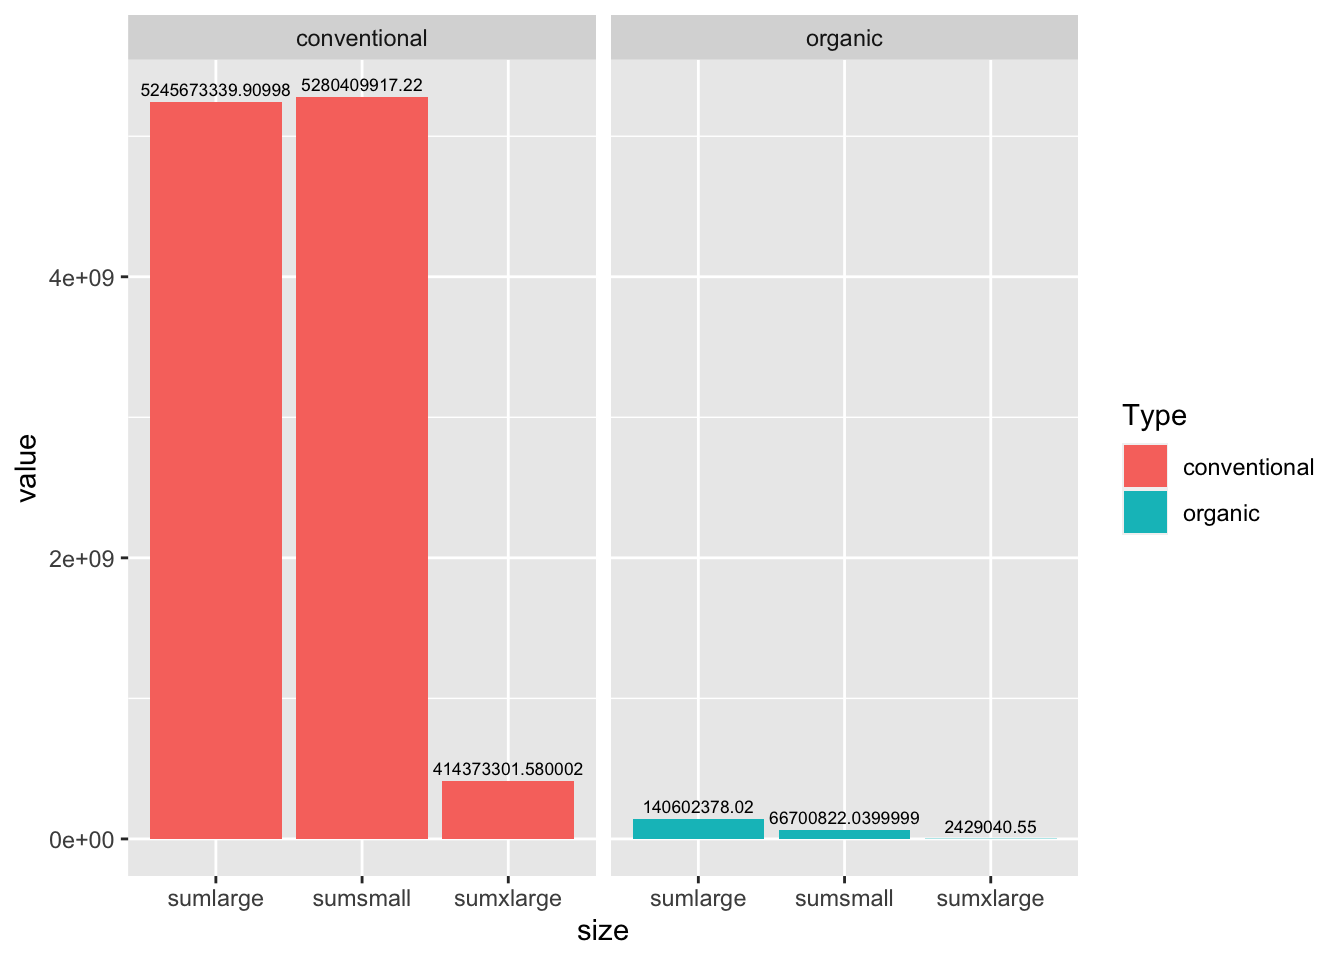 conventional
organic
5245673339.90998
5280409917.22
414373301.580002
140602378.02
66700822.0399999
2429040.55
4e+09
2e+09
0e+00
value
sumlarge
sumsmall
sumxlarge
sumlarge
sumsmall
sumxlarge
size
Type
conventional
organic